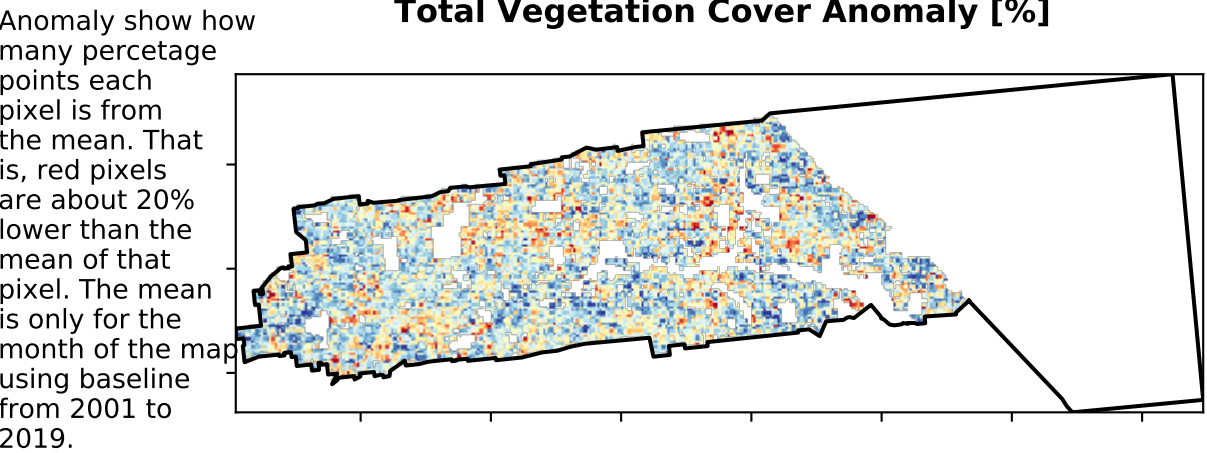 Total Vegetation Cover Anomaly [%]
Anomaly show how
many percetage
points each
pixel is from
the mean. That
is, red pixels
are about 20%
lower than the
mean of that
pixel. The mean
is only for the
month of the map
using baseline
from 2001 to
2019.